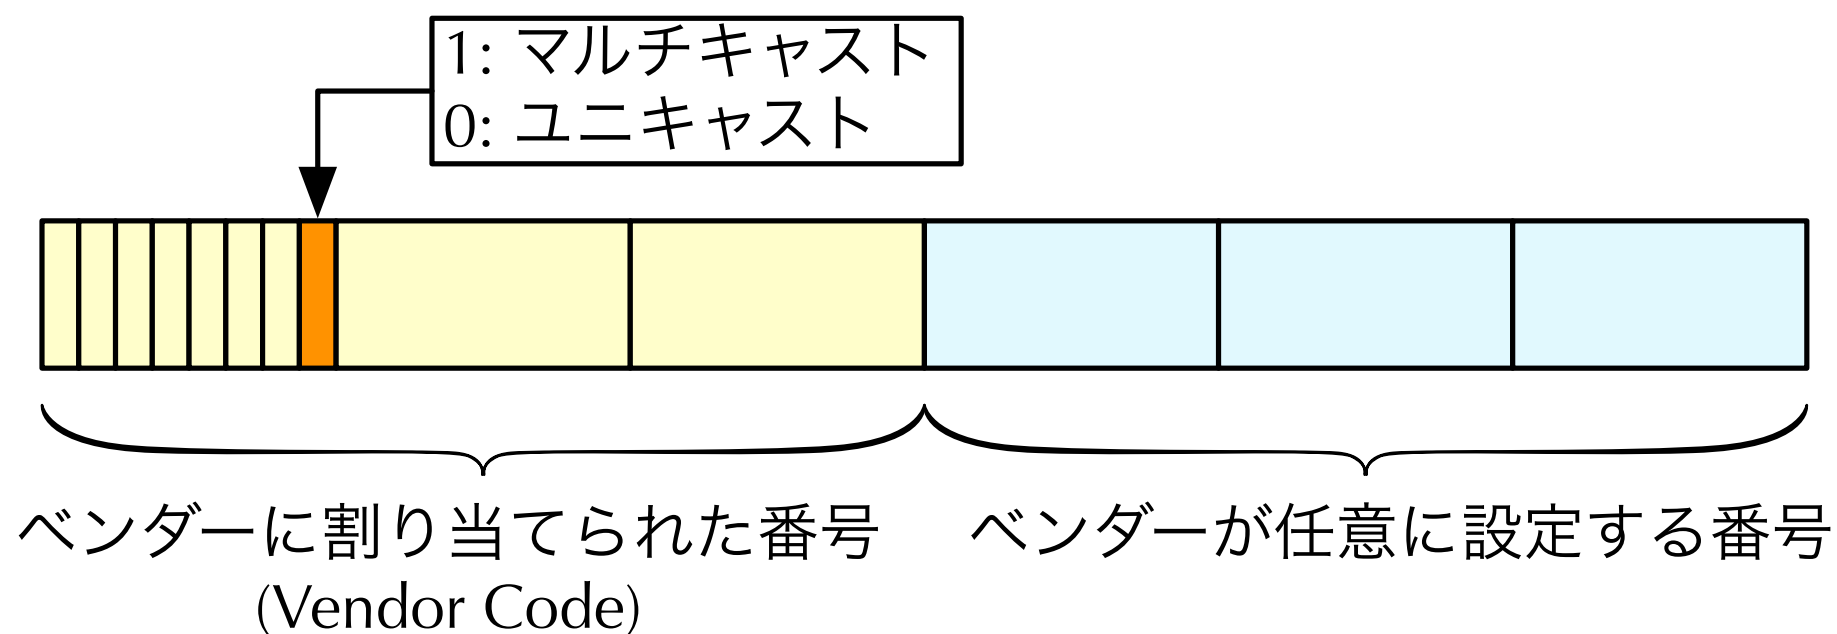 1: マルチキャスト
0: ユニキャスト
ベンダーに割り当てられた番号
(Vendor Code)
ベンダーが任意に設定する番号